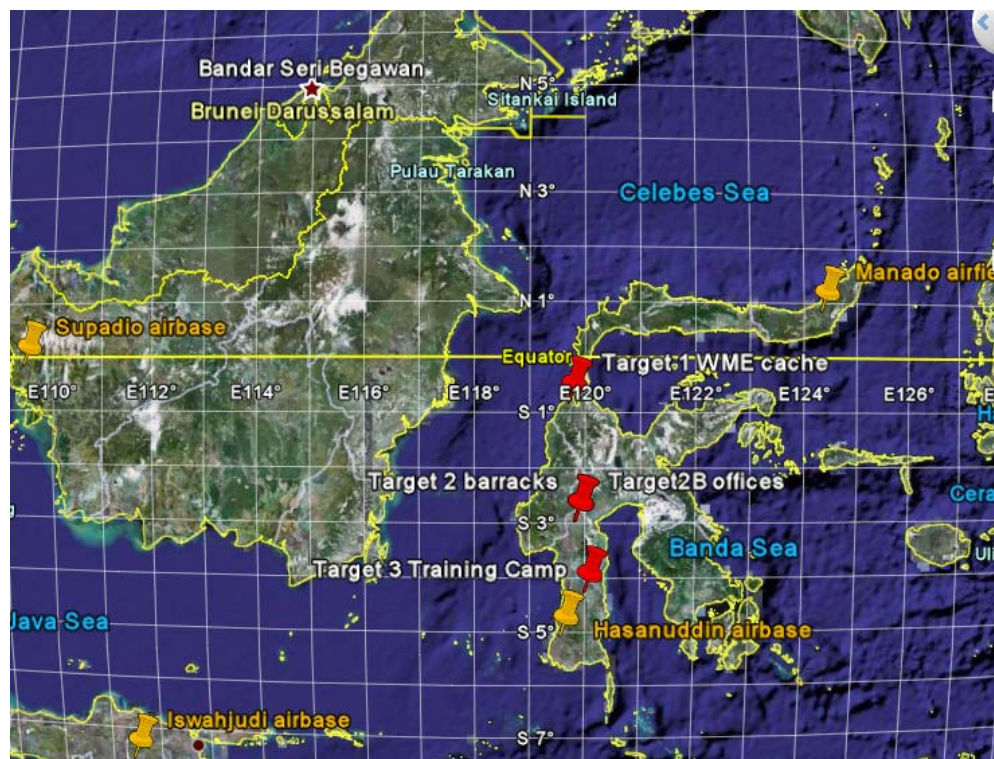 Bandar Seri Begawan
N 5°
Sitankai Island
Brunei Darussalam
Pulau Tarakan
N 3°
Celebes Sea
Manado airfie
N 1°
Supadio airbase
Equator
Target 1 WME cache
E110°
E112°
E114°
E116°
E118°
E120°
E122°
E124°
E126°
E
S 1°
H
Target 2 barracks
Target2B offices
Cera
g
S 3°
Banda Sea
Uli
Target 3 Training Camp
Java Sea
S 5°
Hasanuddin airbase
Iswahjudi airbase
S 7°